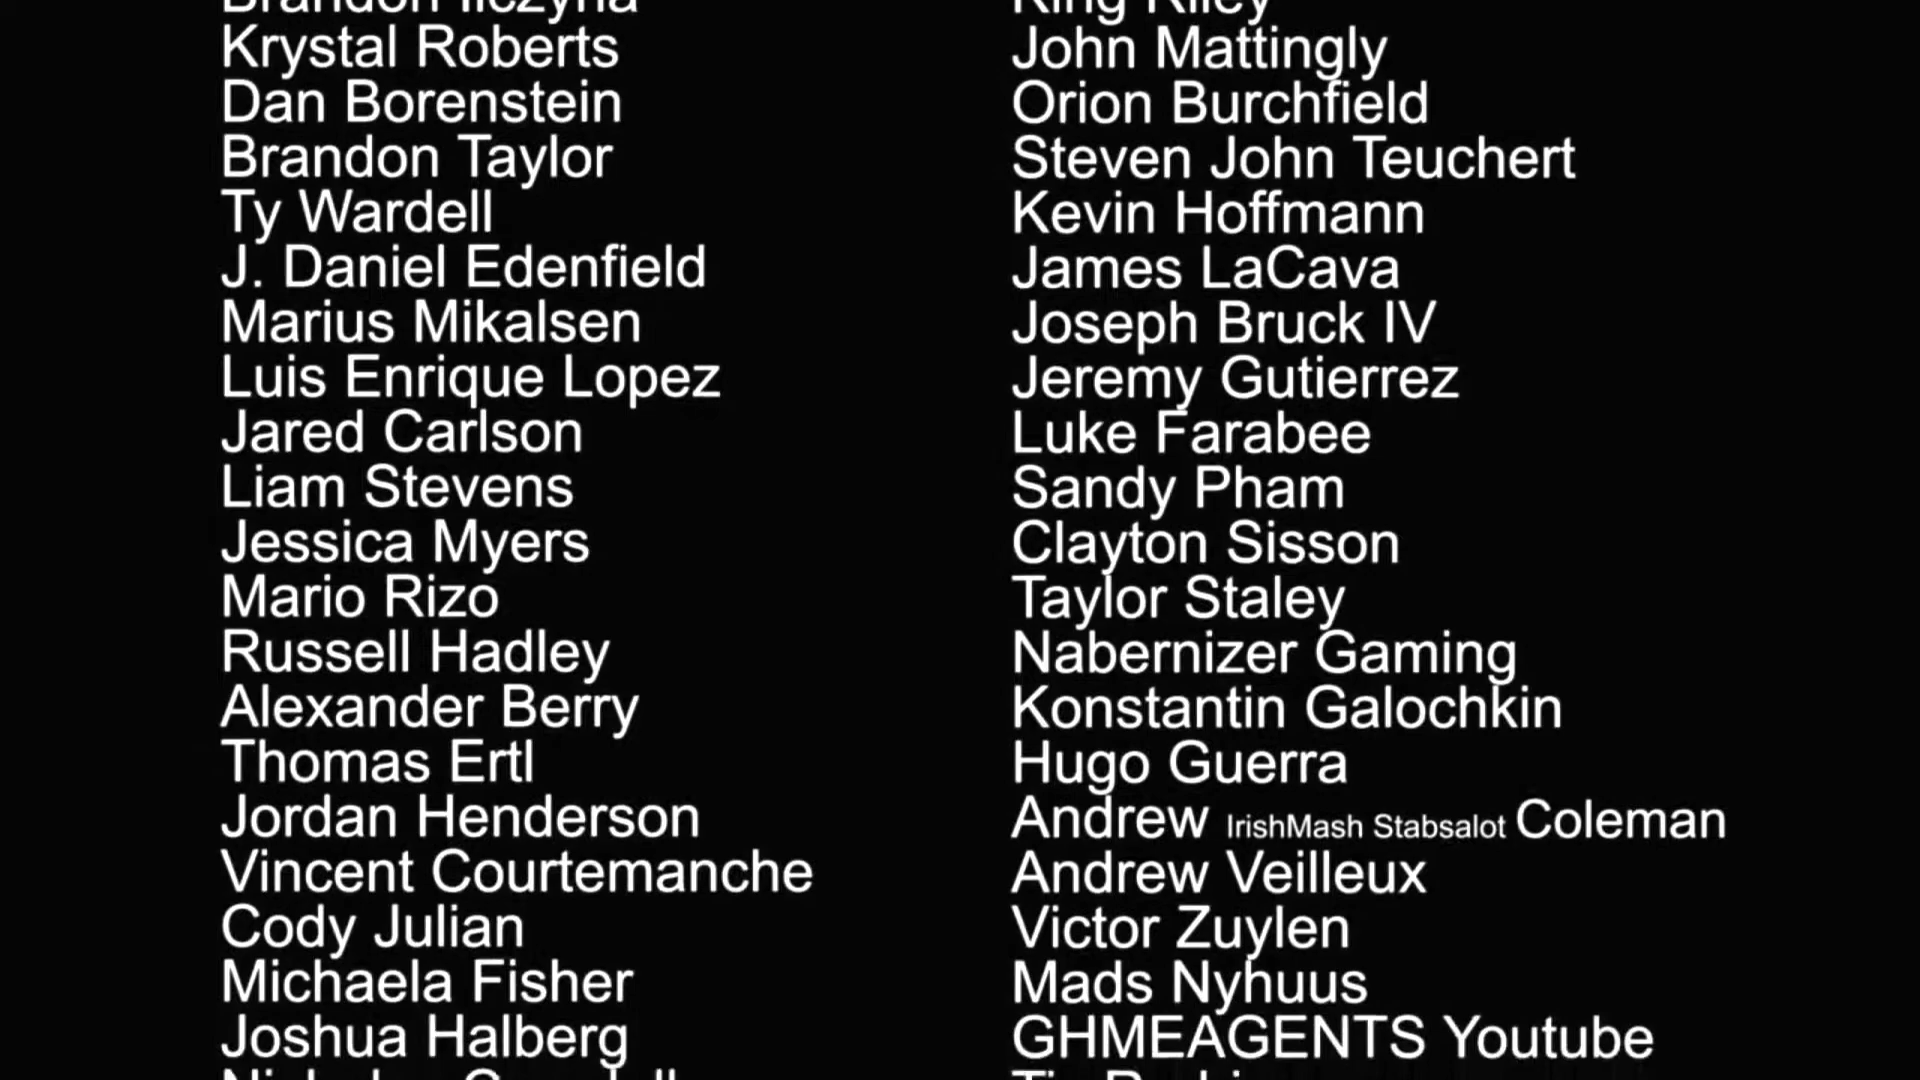 Krystal Roberts
Dan Borenstein
Brandon Taylor
Ty Wardell
J. Daniel Edenfield
Marius Mikalsen
Luis Enrique Lopez
Jared Carlson
Liam Stevens
Jessica Myers
Mario Rizo
Russell Hadley
Alexander Berry
Thomas Ertl
Jordan Henderson
Vincent Courtemanche
Cody Julian
Michaela Fisher
Joshua Halberg
King Riley
John Mattingly
Orion Burchfield
Steven John Teuchert
Kevin Hoffmann
James LaCava
Joseph Bruck IV
Jeremy Gutierrez
Luke Farabee
Sandy Pham
Clayton Sisson
Taylor Staley
Nabernizer Gaming
Konstantin Galochkin
Hugo Guerra
Andrew IrishMash Stabsalot Coleman
Andrew Veilleux
Victor Zuylen
Mads Nyhuus
GHMEAGENTS Youtube